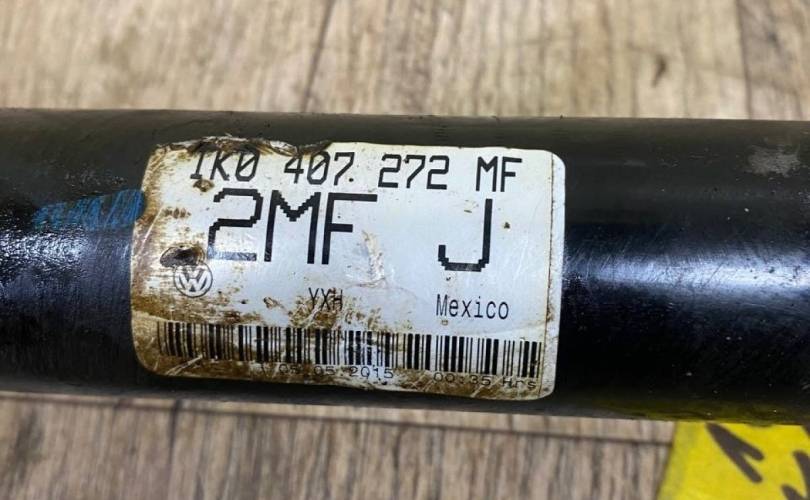 1K0 407 272 MF
2MF J
YXH Mexico
05.05.2015 00:35 Hrs